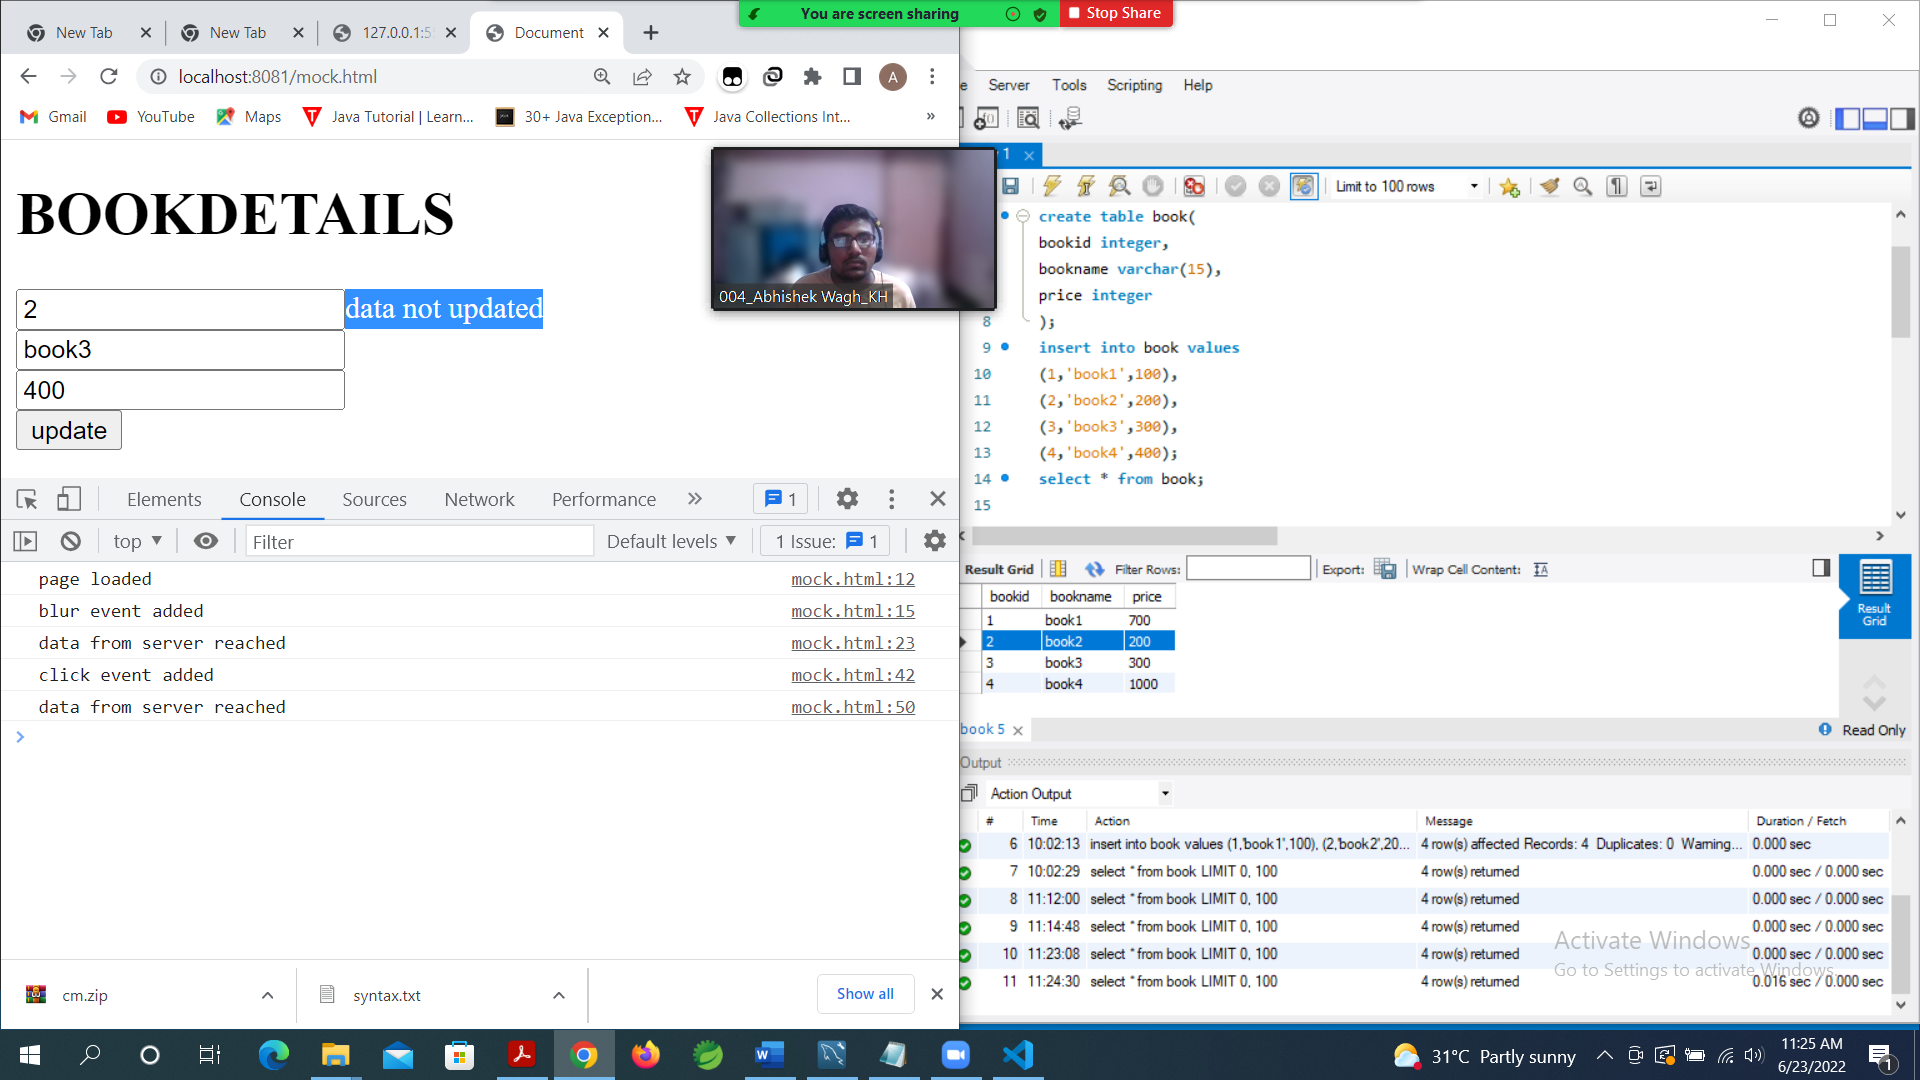 You are screen sharing
Stop Share
New Tab
New Tab
127.0.0.1:5
Document
localhost:8081/mock.html
A
Gmail
YouTube
Maps
Java Tutorial | Learn...
30+ Java Exception...
Java Collections Int...
»
BOOKDETAILS
2
data not updated
book3
400
update
004_Abhishek Wagh_KH
Elements
Console
Sources
Network
Performance
»
1
top
Filter
Default levels
1 Issue:
1
page loaded
mock.html:12
blur event added
mock.html:15
data from server reached
mock.html:23
click event added
mock.html:42
data from server reached
mock.html:50
cm.zip
syntax.txt
Show all
e
Server
Tools
Scripting
Help
1
Limit to 100 rows
create table book(
bookid integer,
bookname varchar(15),
price integer
8 );
9 insert into book values
10 (1,'book1',100),
11 (2,'book2',200),
12 (3,'book3',300),
13 (4,'book4',400);
14 select * from book;
15
Result Grid
Filter Rows:
Export:
Wrap Cell Content:
Result Grid
bookid bookname price
1 book1 700
2 book2 200
3 book3 300
4 book4 1000
book 5
Read Only
Output
Action Output
# Time Action Message Duration / Fetch
6 10:02:13 insert into book values (1,'book1',100), (2,'book2',20... 4 row(s) affected Records: 4 Duplicates: 0 Warning... 0.000 sec
7 10:02:29 select * from book LIMIT 0, 100 4 row(s) returned 0.000 sec / 0.000 sec
8 11:12:00 select * from book LIMIT 0, 100 4 row(s) returned 0.000 sec / 0.000 sec
9 11:14:48 select * from book LIMIT 0, 100 4 row(s) returned 0.000 sec / 0.000 sec
10 11:23:08 select * from book LIMIT 0, 100 4 row(s) returned 0.000 sec / 0.000 sec
11 11:24:30 select * from book LIMIT 0, 100 4 row(s) returned 0.016 sec / 0.000 sec
Activate Windows
Go to Settings to activate Windows.
31°C Partly sunny
11:25 AM
6/23/2022
1